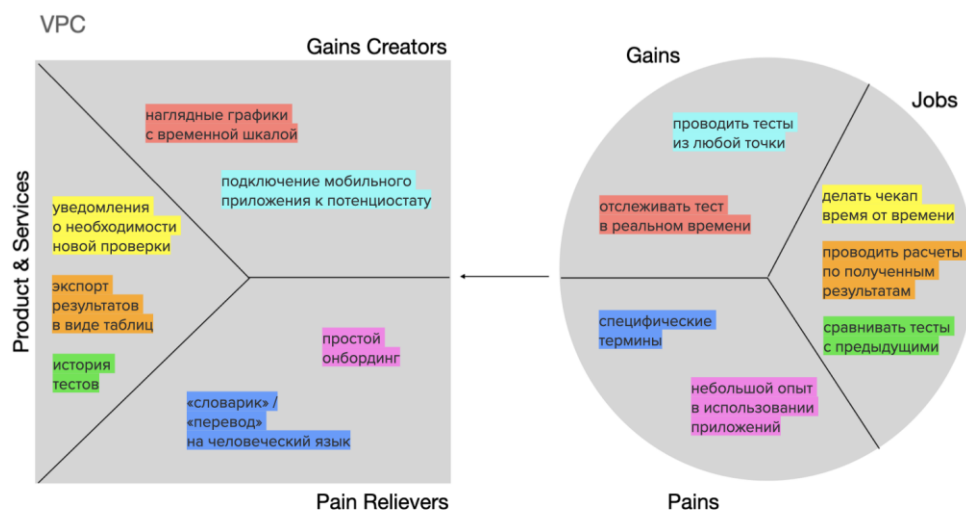 VPC
Gains Creators
наглядные графики
с временной шкалой
подключение мобильного
приложения к потенциостату
Product & Services
уведомления
о необходимости
новой проверки
экспорт
результатов
в виде таблиц
история
тестов
простой
онбординг
«словарик» /
«перевод»
на человеческий язык
Pain Relievers
Gains
проводить тесты
из любой точки
отслеживать тест
в реальном времени
Jobs
делать чекап
время от времени
проводить расчеты
по полученным
результатам
сравнивать тесты
с предыдущими
специфические
термины
небольшой опыт
в использовании
приложений
Pains